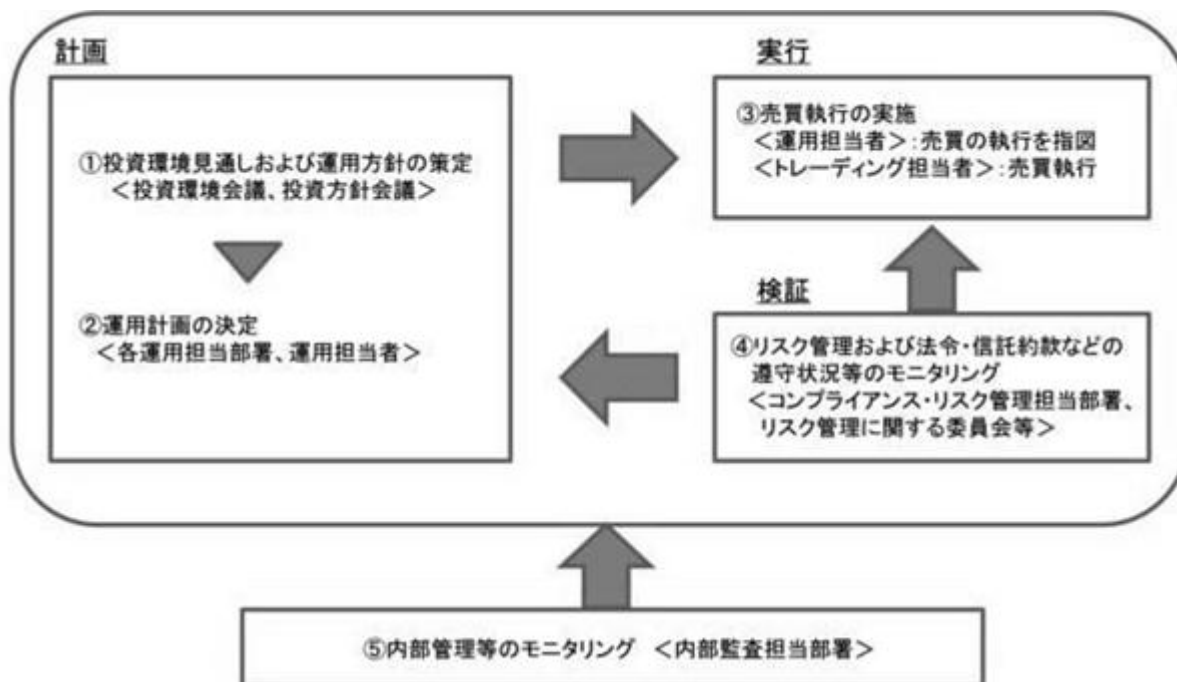 計画
①投資環境見通しおよび運用方針の策定
＜投資環境会議、投資方針会議＞
②運用計画の決定
＜各運用担当部署、運用担当者＞
実行
③売買執行の実施
＜運用担当者＞：売買の執行を指図
＜トレーディング担当者＞：売買執行
検証
④リスク管理および法令・信託約款などの
遵守状況等のモニタリング
＜コンプライアンス・リスク管理担当部署、
リスク管理に関する委員会等＞
⑤内部管理等のモニタリング ＜内部監査担当部署＞